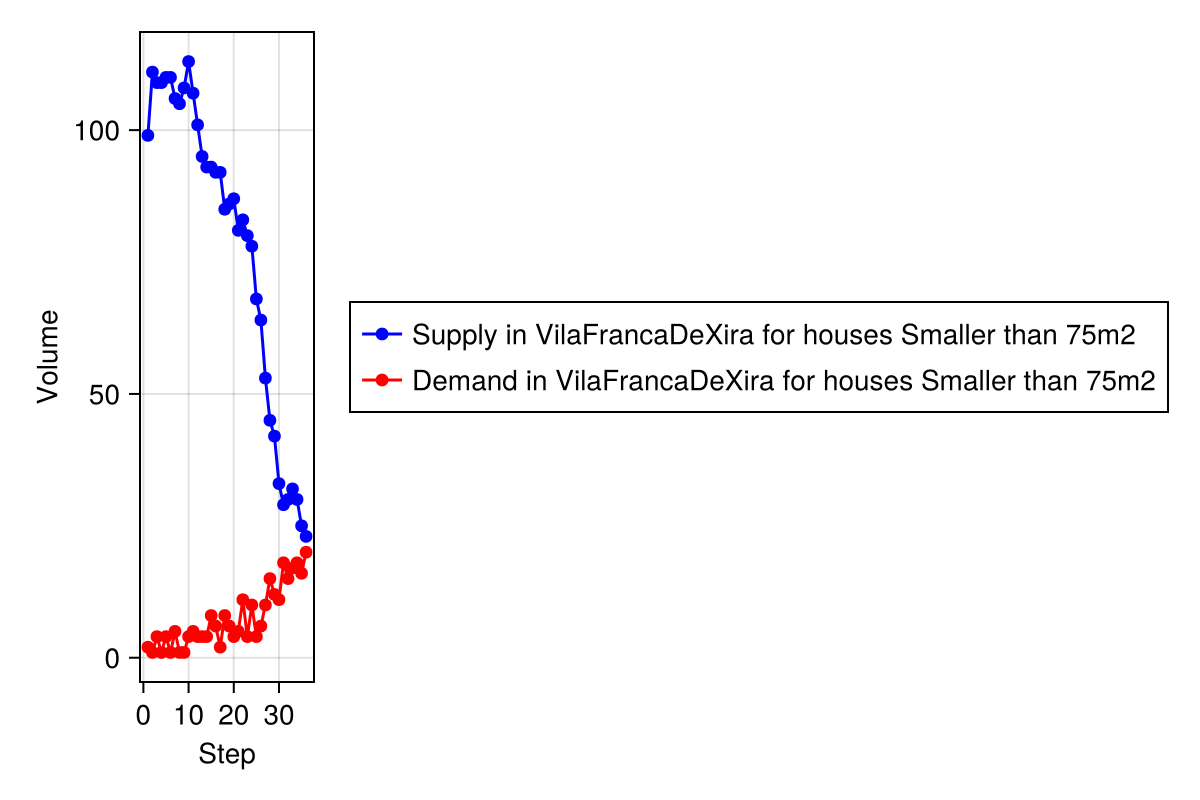 100
50
0
Volume
0 10 20 30
Step
Supply in VilaFrancaDeXira for houses Smaller than 75m2
Demand in VilaFrancaDeXira for houses Smaller than 75m2